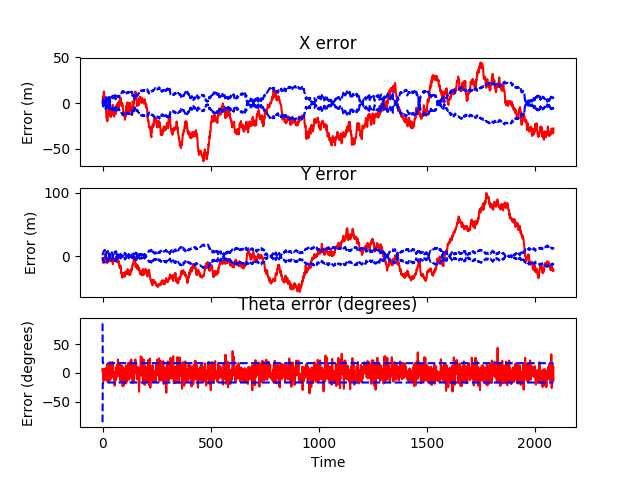 X error
50
0
−50
Error (m)
Y error
100
0
Error (m)
Theta error (degrees)
50
0
−50
Error (degrees)
0 500 1000 1500 2000
Time